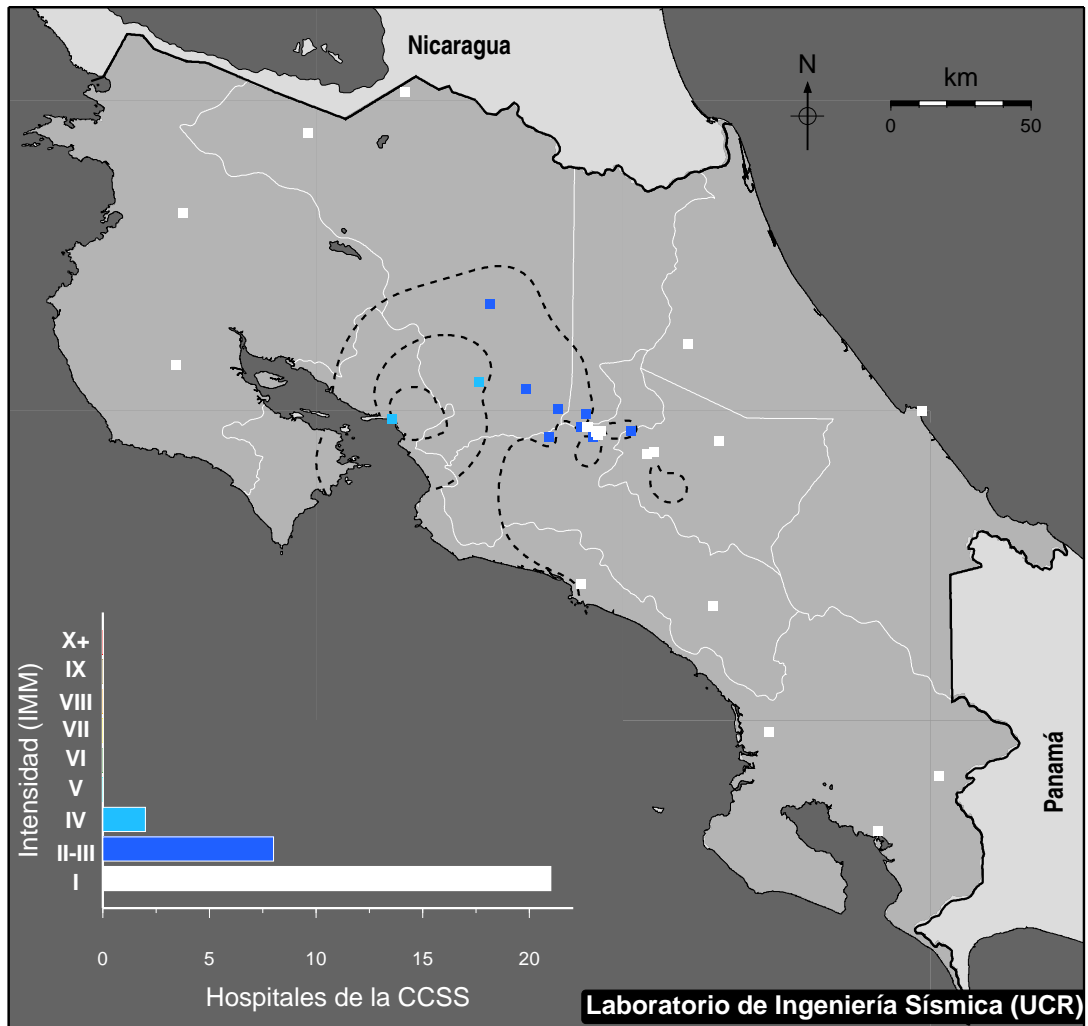 Nicaragua
N
km
0 50
Panamá
Intensidad (IMM)
X+
IX
VIII
VII
VI
V
IV
II-III
I
0 5 10 15 20
Hospitales de la CCSS
Laboratorio de Ingeniería Sísmica (UCR)